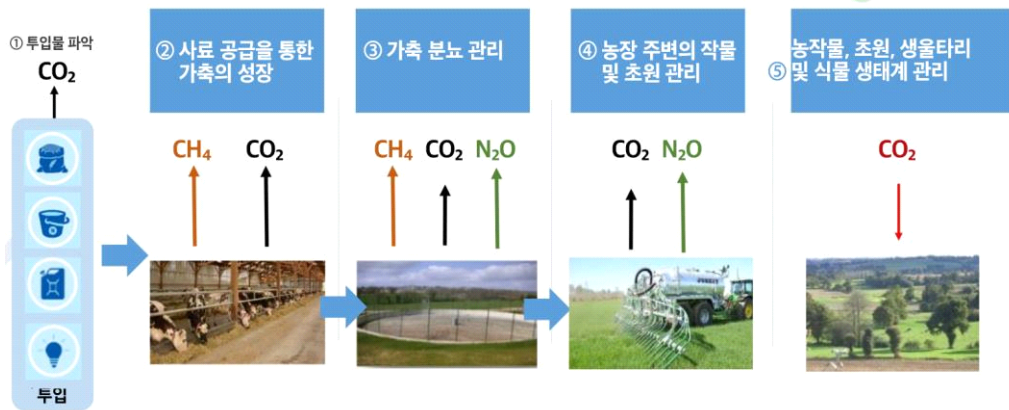 ① 투입물 파악
CO₂
투입
② 사료 공급을 통한
가축의 성장
CH₄ CO₂
③ 가축 분뇨 관리
CH₄ CO₂ N₂O
④ 농장 주변의 작물
및 초원 관리
CO₂ N₂O
농작물, 초원, 생울타리
⑤ 및 식물 생태계 관리
CO₂